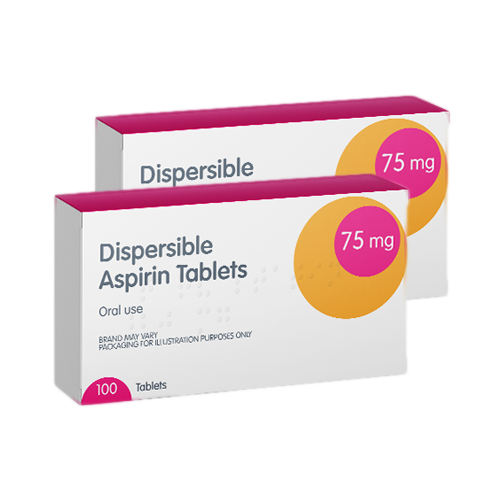 Dispersible
75 mg
Dispersible
Aspirin Tablets
75 mg
Oral use
BRAND MAY VARY
PACKAGING FOR ILLUSTRATION PURPOSES ONLY
100 Tablets